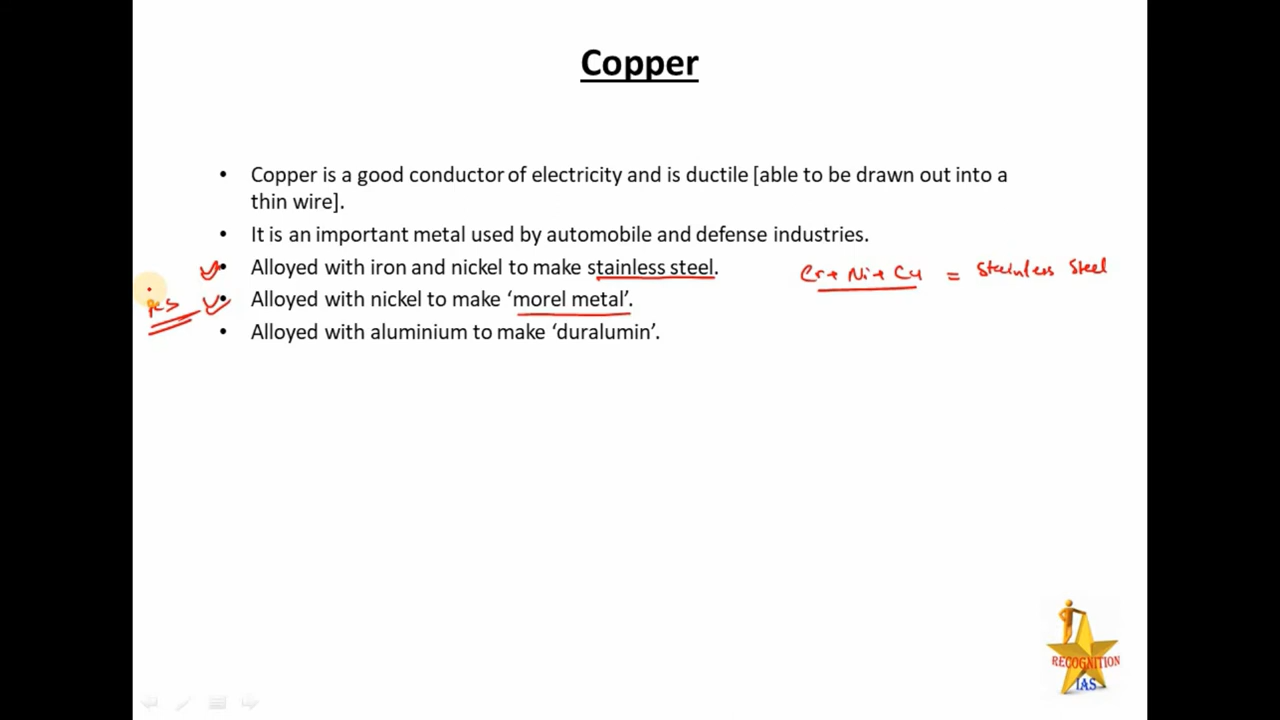 Copper
• Copper is a good conductor of electricity and is ductile [able to be drawn out into a
thin wire].
• It is an important metal used by automobile and defense industries.
• Alloyed with iron and nickel to make stainless steel.
Cr+ Ni+ Cu = Stainless Steel
• Alloyed with nickel to make ‘morel metal’.
• Alloyed with aluminium to make ‘duralumin’.
RECOGNITION
IAS